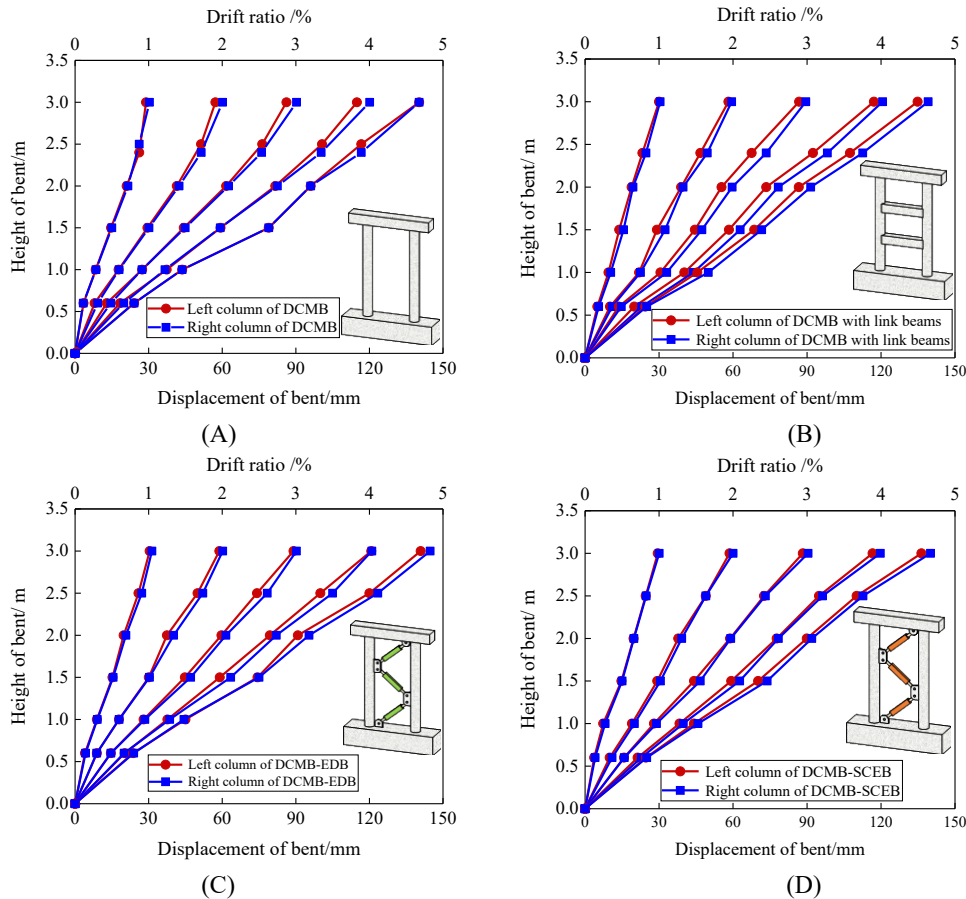 Drift ratio /%
0 1 2 3 4 5
3.5
3.0
2.5
2.0
1.5
1.0
0.5
0.0
Height of bent/ m
Left column of DCMB
Right column of DCMB
0 30 60 90 120 150
Displacement of bent/mm
(A)
Drift ratio /%
0 1 2 3 4 5
3.5
3.0
2.5
2.0
1.5
1.0
0.5
0.0
Height of bent/m
Left column of DCMB with link beams
Right column of DCMB with link beams
0 30 60 90 120 150
Displacement of bent/mm
(B)
Drift ratio /%
0 1 2 3 4 5
3.5
3.0
2.5
2.0
1.5
1.0
0.5
0.0
Height of bent/ m
Left column of DCMB-EDB
Right column of DCMB-EDB
0 30 60 90 120 150
Displacement of bent/mm
(C)
Drift ratio /%
0 1 2 3 4 5
3.5
3.0
2.5
2.0
1.5
1.0
0.5
0.0
Height of bent/ m
Left column of DCMB-SCEB
Right column of DCMB-SCEB
0 30 60 90 120 150
Displacement of bent/mm
(D)